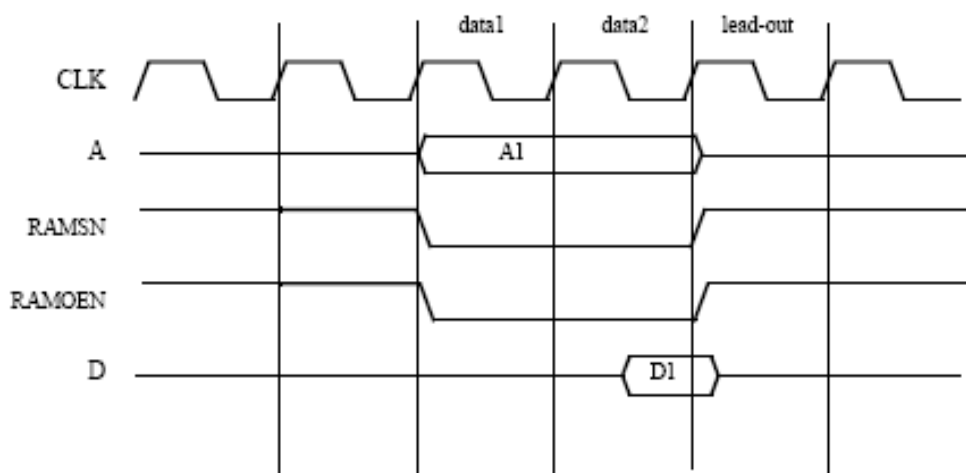 data1 data2 lead-out
CLK
A A1
RAMSN
RAMOEN
D D1